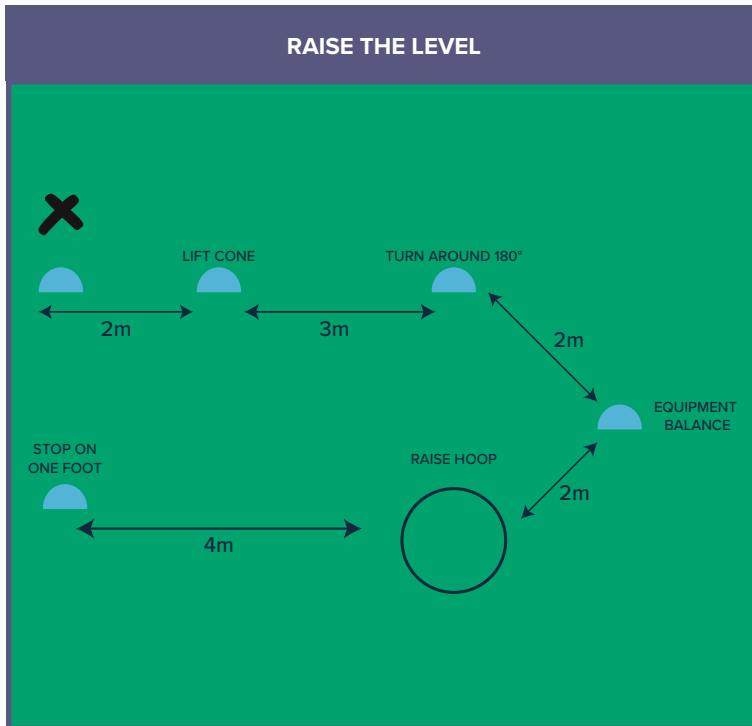 RAISE THE LEVEL
LIFT CONE
TURN AROUND 180°
2m
3m
2m
EQUIPMENT
BALANCE
STOP ON
ONE FOOT
RAISE HOOP
2m
4m